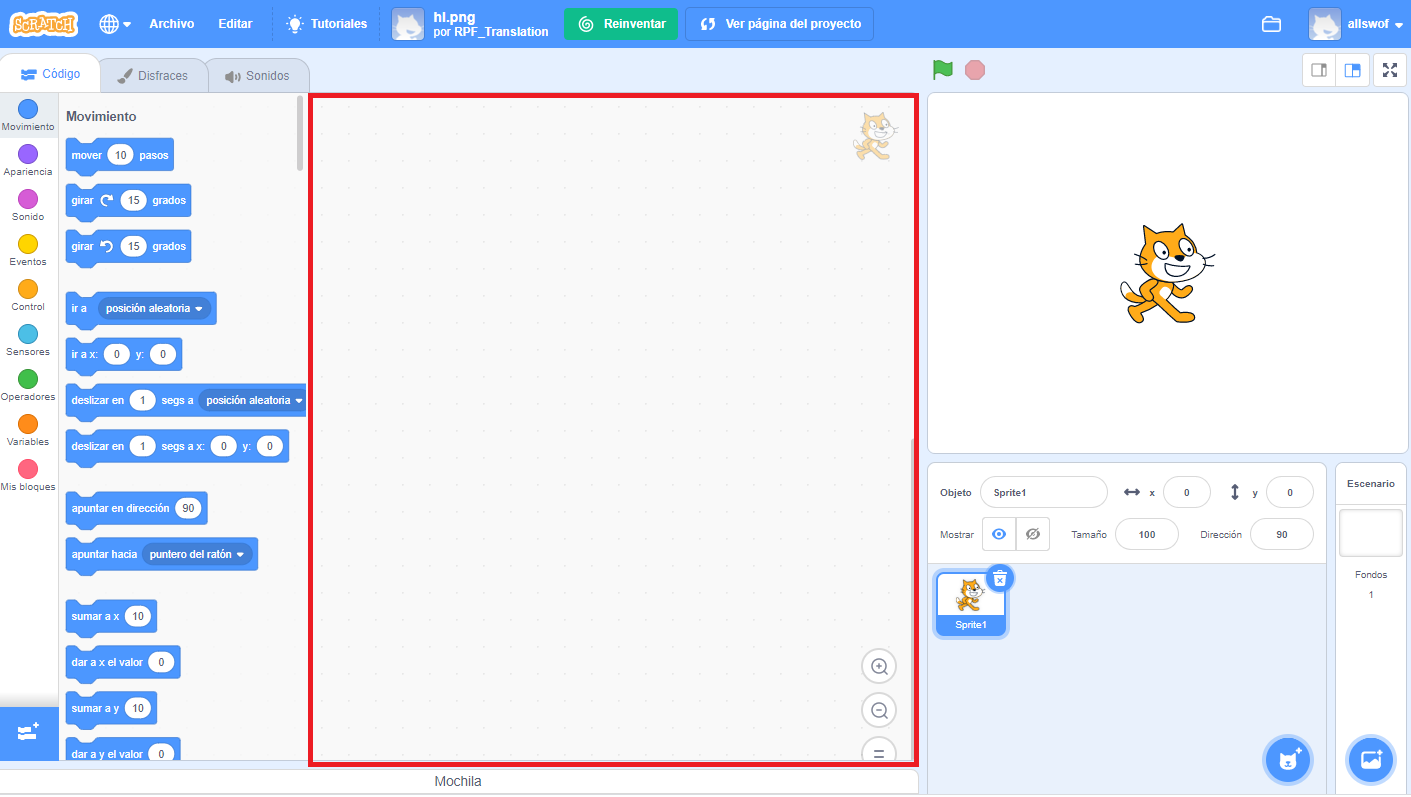 SCRATCH
Archivo
Editar
Tutoriales
hi.png
por RPF_Translation
Reinventar
Ver página del proyecto
allswof
Código
Disfraces
Sonidos
Movimiento
Apariencia
Sonido
Eventos
Control
Sensores
Operadores
Variables
Mis bloques
Movimiento
mover 10 pasos
girar 15 grados
girar 15 grados
ir a posición aleatoria
ir a x: 0 y: 0
deslizar en 1 segs a posición aleatoria
deslizar en 1 segs a x: 0 y: 0
apuntar en dirección 90
apuntar hacia puntero del ratón
sumar a x 10
dar a x el valor 0
sumar a y 10
dar a y el valor 0
Mochila
Objeto Sprite1 x 0 y 0
Mostrar Tamaño 100 Dirección 90
Sprite1
Escenario
Fondos
1